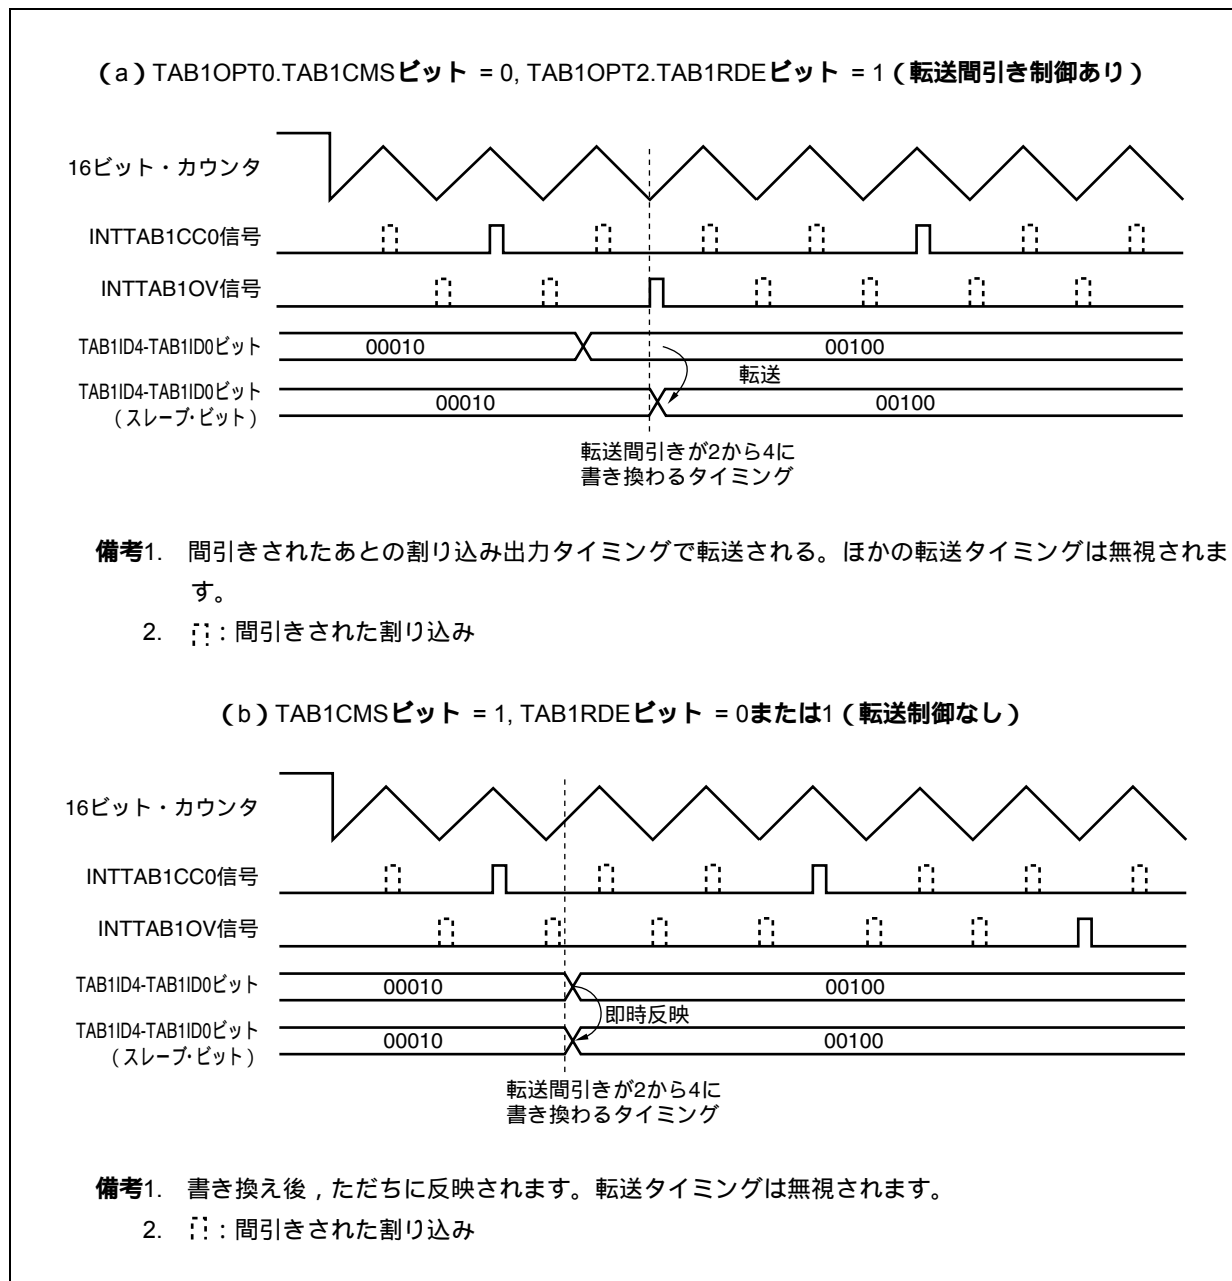 (a)TAB1OPT0.TAB1CMSビット = 0, TAB1OPT2.TAB1RDEビット = 1(転送間引き制御あり)
16ビット・カウンタ
INTTAB1CC0信号
INTTAB1OV信号
TAB1ID4-TAB1ID0ビット
00010
00100
転送
TAB1ID4-TAB1ID0ビット
(スレーブ・ビット)
00010
00100
転送間引きが2から4に
書き換わるタイミング
備考1. 間引きされたあとの割り込み出力タイミングで転送される。ほかの転送タイミングは無視されま
す。
2. :間引きされた割り込み
(b)TAB1CMSビット = 1, TAB1RDEビット = 0または1(転送制御なし)
16ビット・カウンタ
INTTAB1CC0信号
INTTAB1OV信号
TAB1ID4-TAB1ID0ビット
00010
00100
即時反映
TAB1ID4-TAB1ID0ビット
(スレーブ・ビット)
00010
00100
転送間引きが2から4に
書き換わるタイミング
備考1. 書き換え後,ただちに反映されます。転送タイミングは無視されます。
2. :間引きされた割り込み